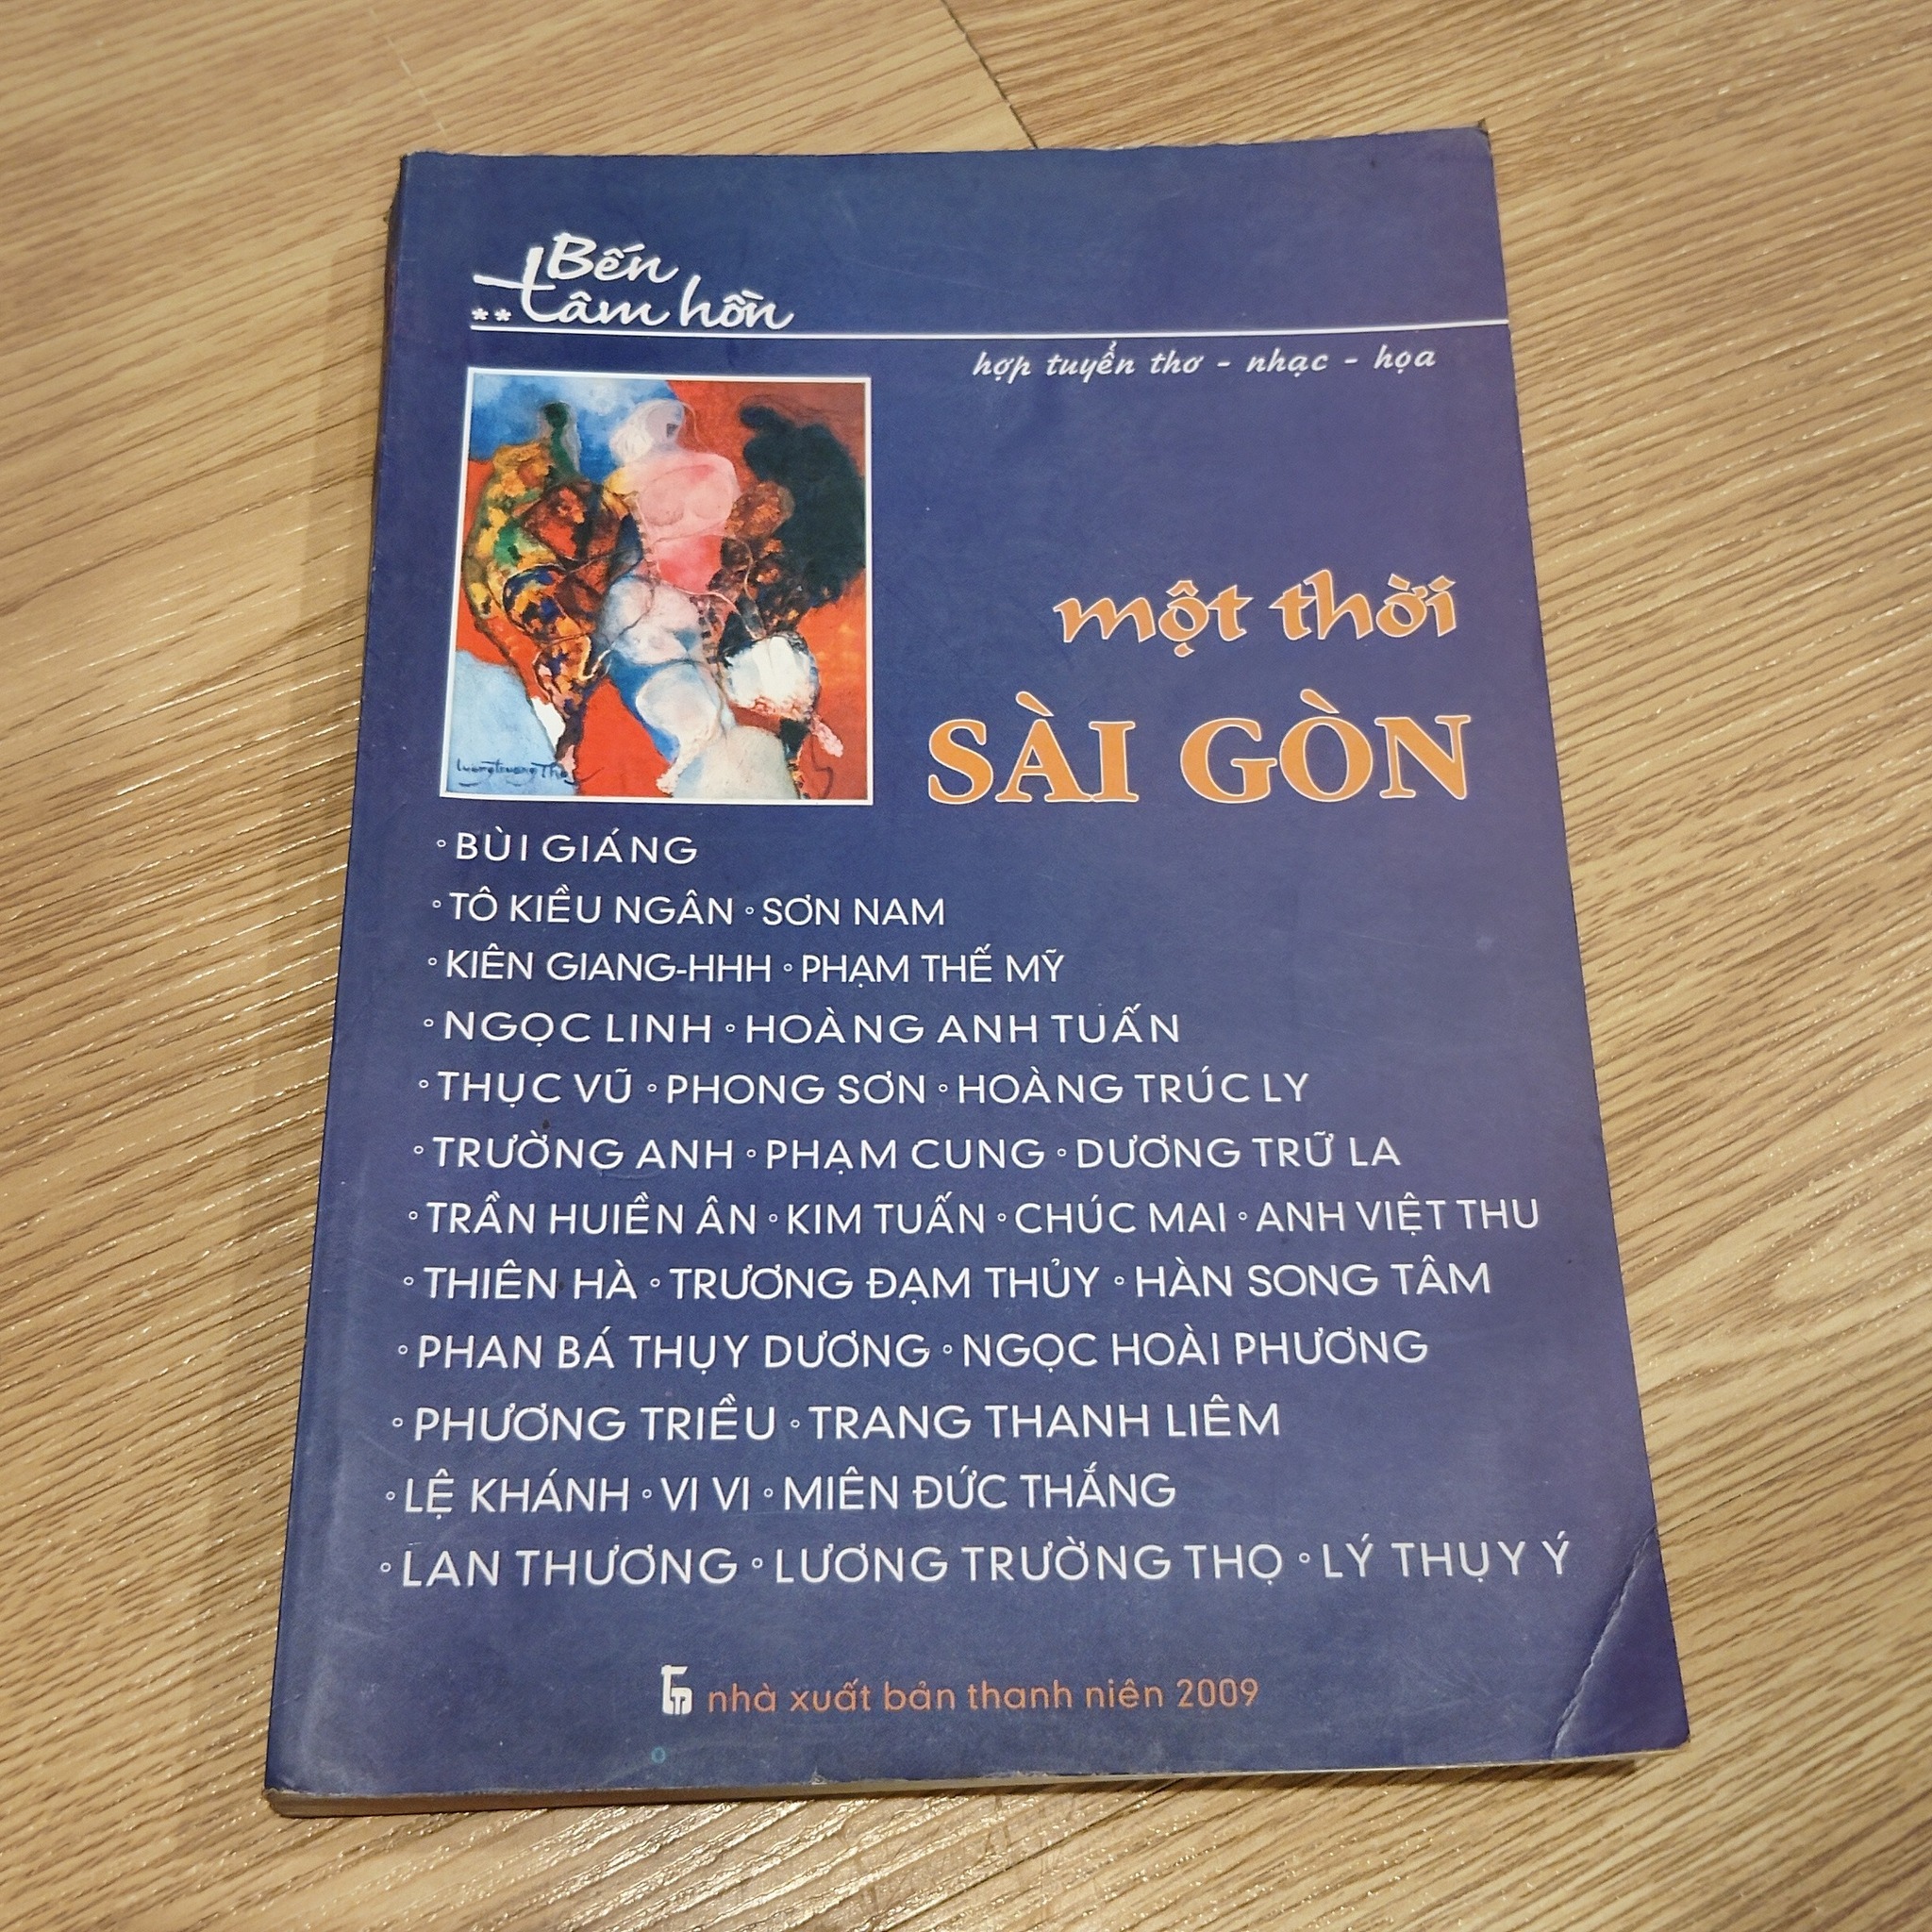 Bến
** tâm hồn
hợp tuyển thơ - nhạc - họa
LươngtrươngThọ
một thời
SÀI GÒN
◦BÙI GIÁNG
◦TÔ KIỀU NGÂN ◦SƠN NAM
◦KIÊN GIANG-HHH ◦PHẠM THẾ MỸ
◦NGỌC LINH ◦HOÀNG ANH TUẤN
◦THỤC VŨ ◦PHONG SƠN ◦HOÀNG TRÚC LY
◦TRƯỜNG ANH ◦PHẠM CUNG ◦DƯƠNG TRỮ LA
◦TRẦN HUIỀN ÂN ◦KIM TUẤN ◦CHÚC MAI ◦ANH VIỆT THU
◦THIÊN HÀ ◦TRƯƠNG ĐẠM THỦY ◦HÀN SONG TÂM
◦PHAN BÁ THỤY DƯƠNG ◦NGỌC HOÀI PHƯƠNG
◦PHƯƠNG TRIỀU ◦TRANG THANH LIÊM
◦LỆ KHÁNH ◦VI VI ◦MIÊN ĐỨC THẮNG
◦LAN THƯƠNG ◦LƯƠNG TRƯỜNG THỌ ◦LÝ THỤY Ý
nhà xuất bản thanh niên 2009